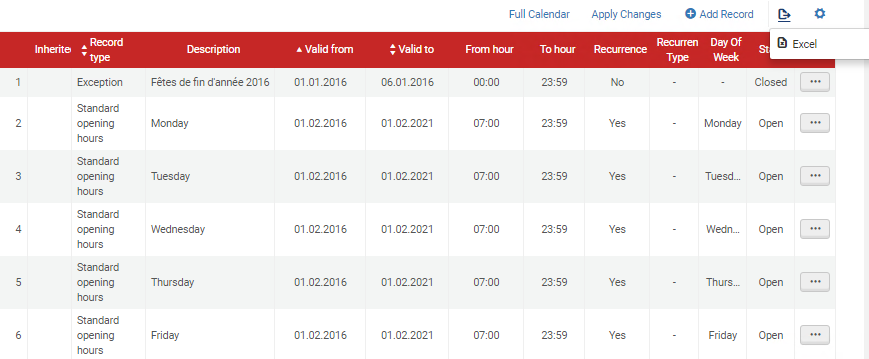 Full Calendar Apply Changes Add Record
Excel
Inherite Record type Description Valid from Valid to From hour To hour Recurrence Recurren Type Day Of Week
1 Exception Fêtes de fin d'année 2016 01.01.2016 06.01.2016 00:00 23:59 No - - Closed ...
2 Standard opening hours Monday 01.02.2016 01.02.2021 07:00 23:59 Yes - Monday Open ...
3 Standard opening hours Tuesday 01.02.2016 01.02.2021 07:00 23:59 Yes - Tuesd... Open ...
4 Standard opening hours Wednesday 01.02.2016 01.02.2021 07:00 23:59 Yes - Wedn... Open ...
5 Standard opening hours Thursday 01.02.2016 01.02.2021 07:00 23:59 Yes - Thurs... Open ...
6 Standard opening hours Friday 01.02.2016 01.02.2021 07:00 23:59 Yes - Friday Open ...